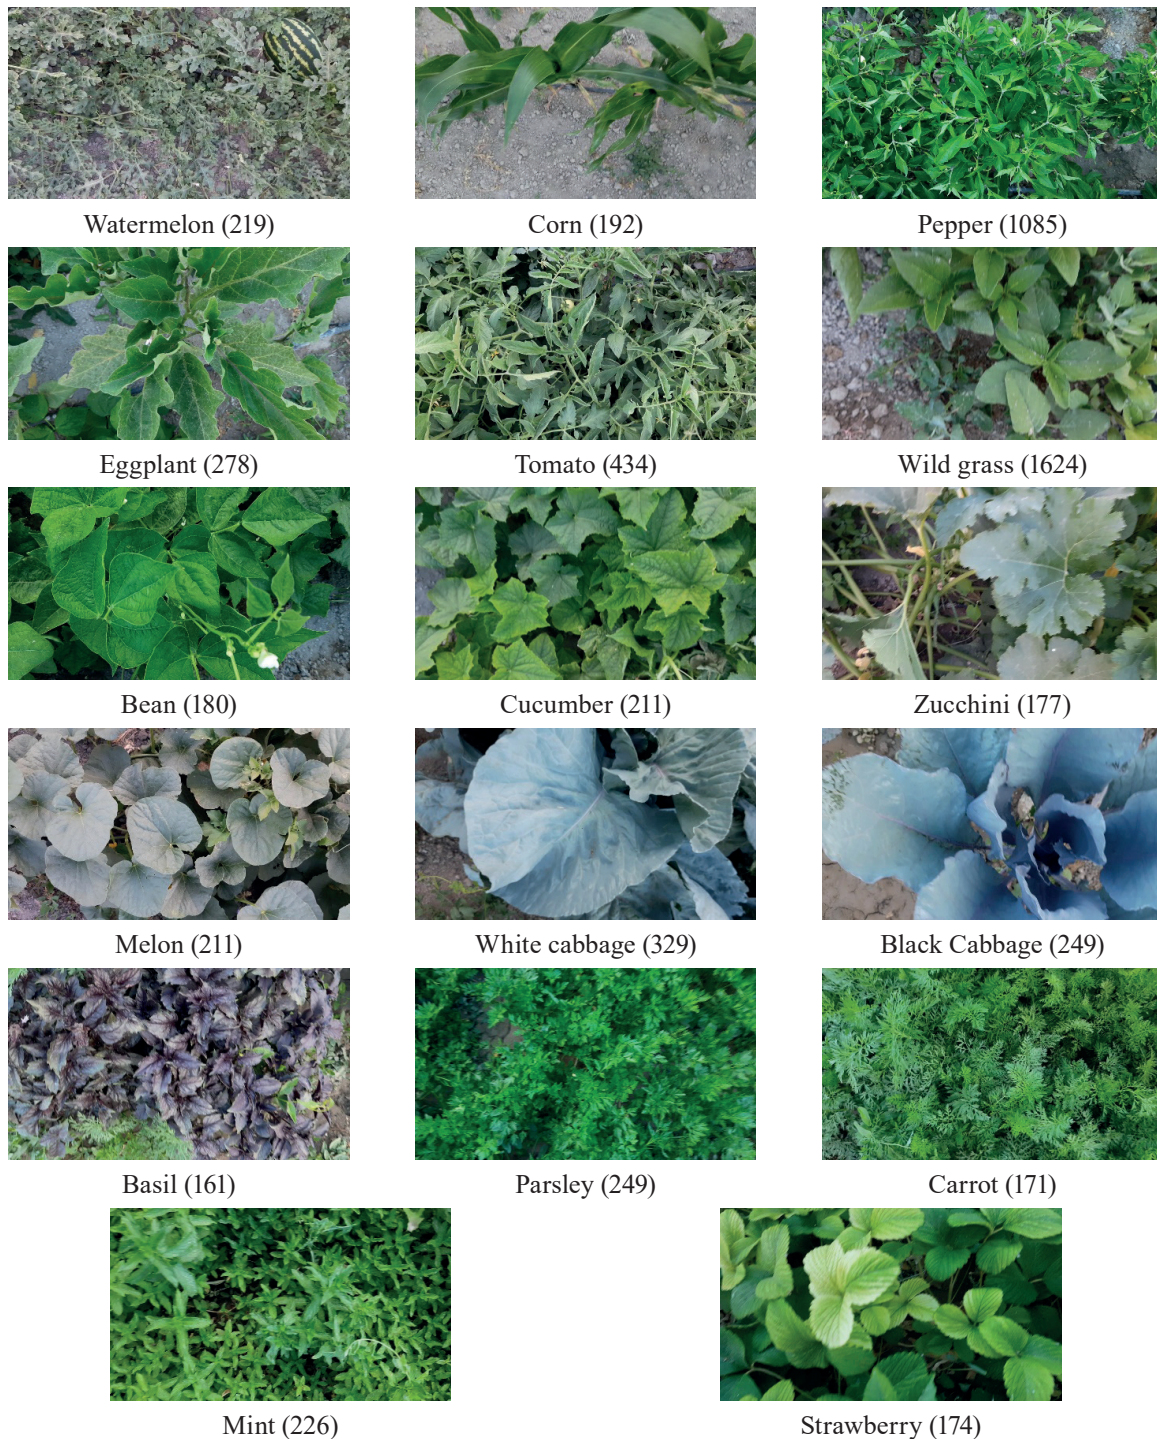 Watermelon (219)
Corn (192)
Pepper (1085)
Eggplant (278)
Tomato (434)
Wild grass (1624)
Bean (180)
Cucumber (211)
Zucchini (177)
Melon (211)
White cabbage (329)
Black Cabbage (249)
Basil (161)
Parsley (249)
Carrot (171)
Mint (226)
Strawberry (174)